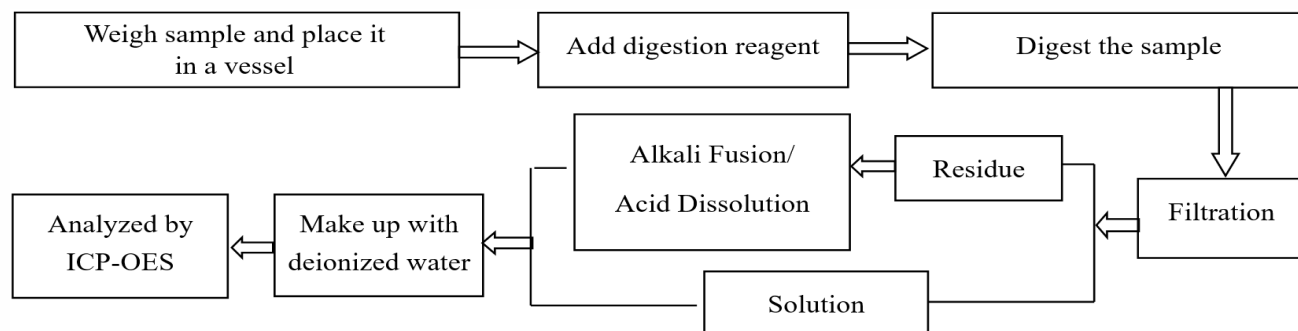 Weigh sample and place it
in a vessel
Add digestion reagent
Digest the sample
Filtration
Residue
Alkali Fusion/
Acid Dissolution
Solution
Make up with
deionized water
Analyzed by
ICP-OES